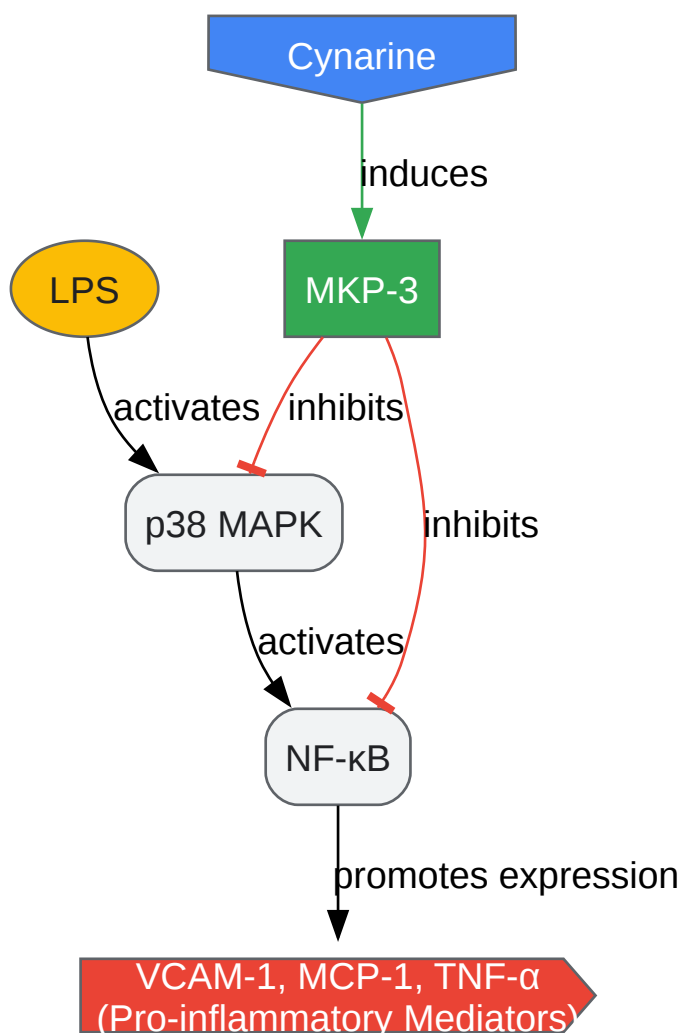 Cynarine
induces
LPS
MKP-3
activates
inhibits
p38 MAPK
inhibits
activates
NF-κB
promotes expression
VCAM-1, MCP-1, TNF-α
(Pro-inflammatory Mediators)